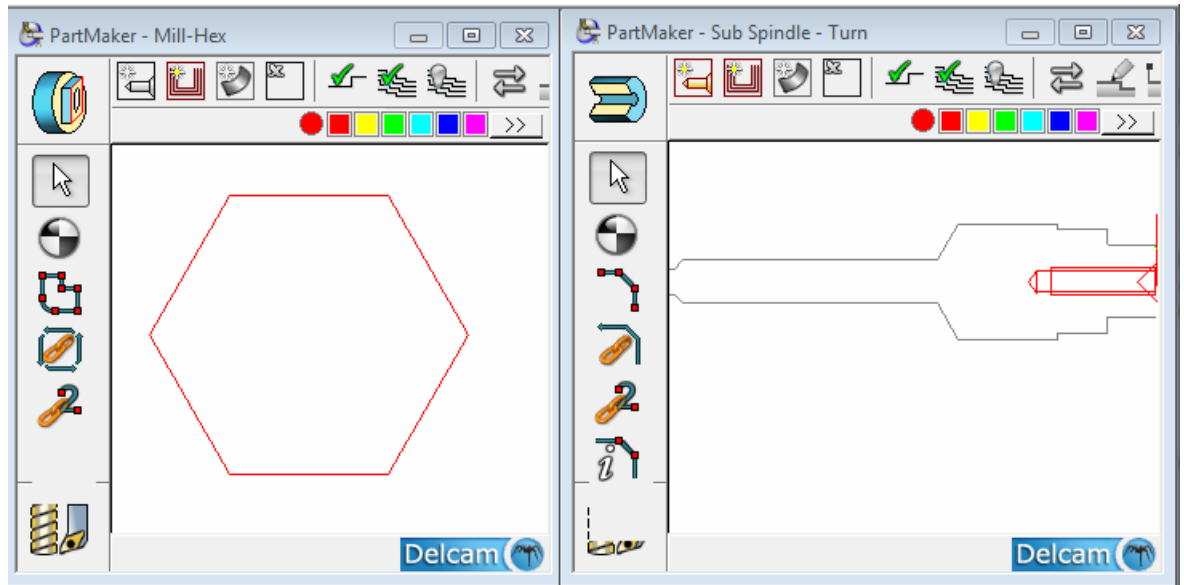 PartMaker - Mill-Hex
>>
Delcam
PartMaker - Sub Spindle - Turn
>>
Delcam